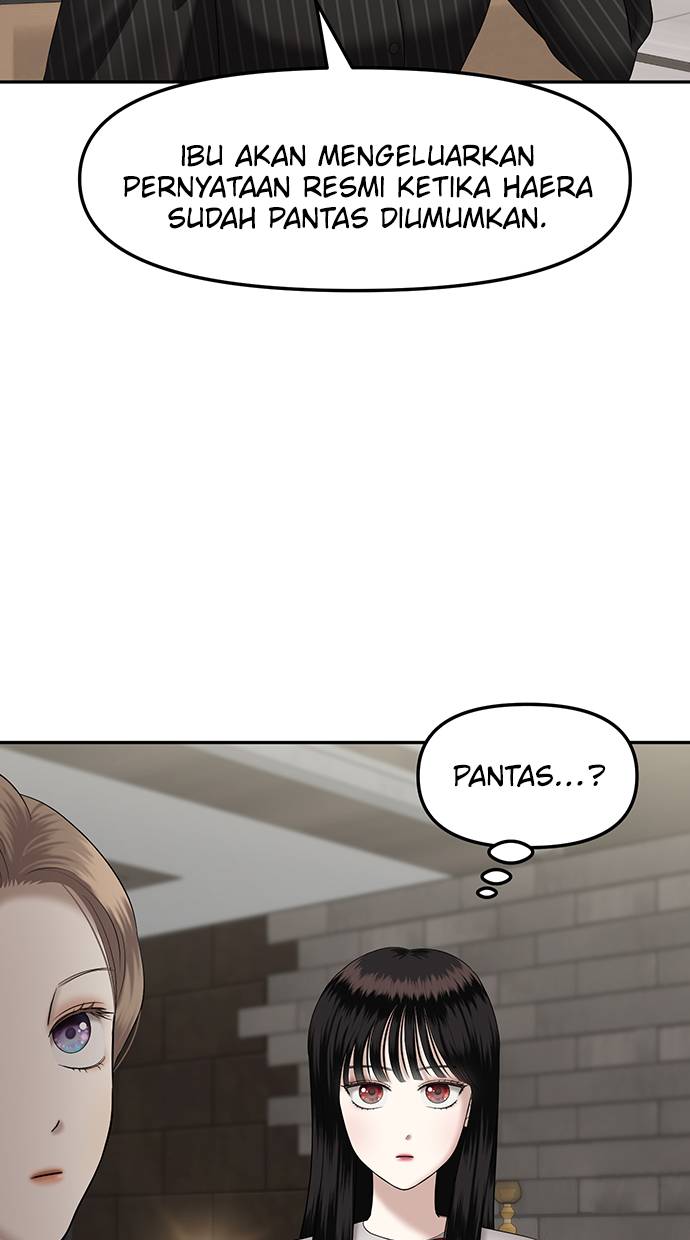 IBU AKAN MENGELUARKAN
PERNYATAAN RESMI KETIKA HAERA
SUDAH PANTAS DIUMUMKAN.
PANTAS...?